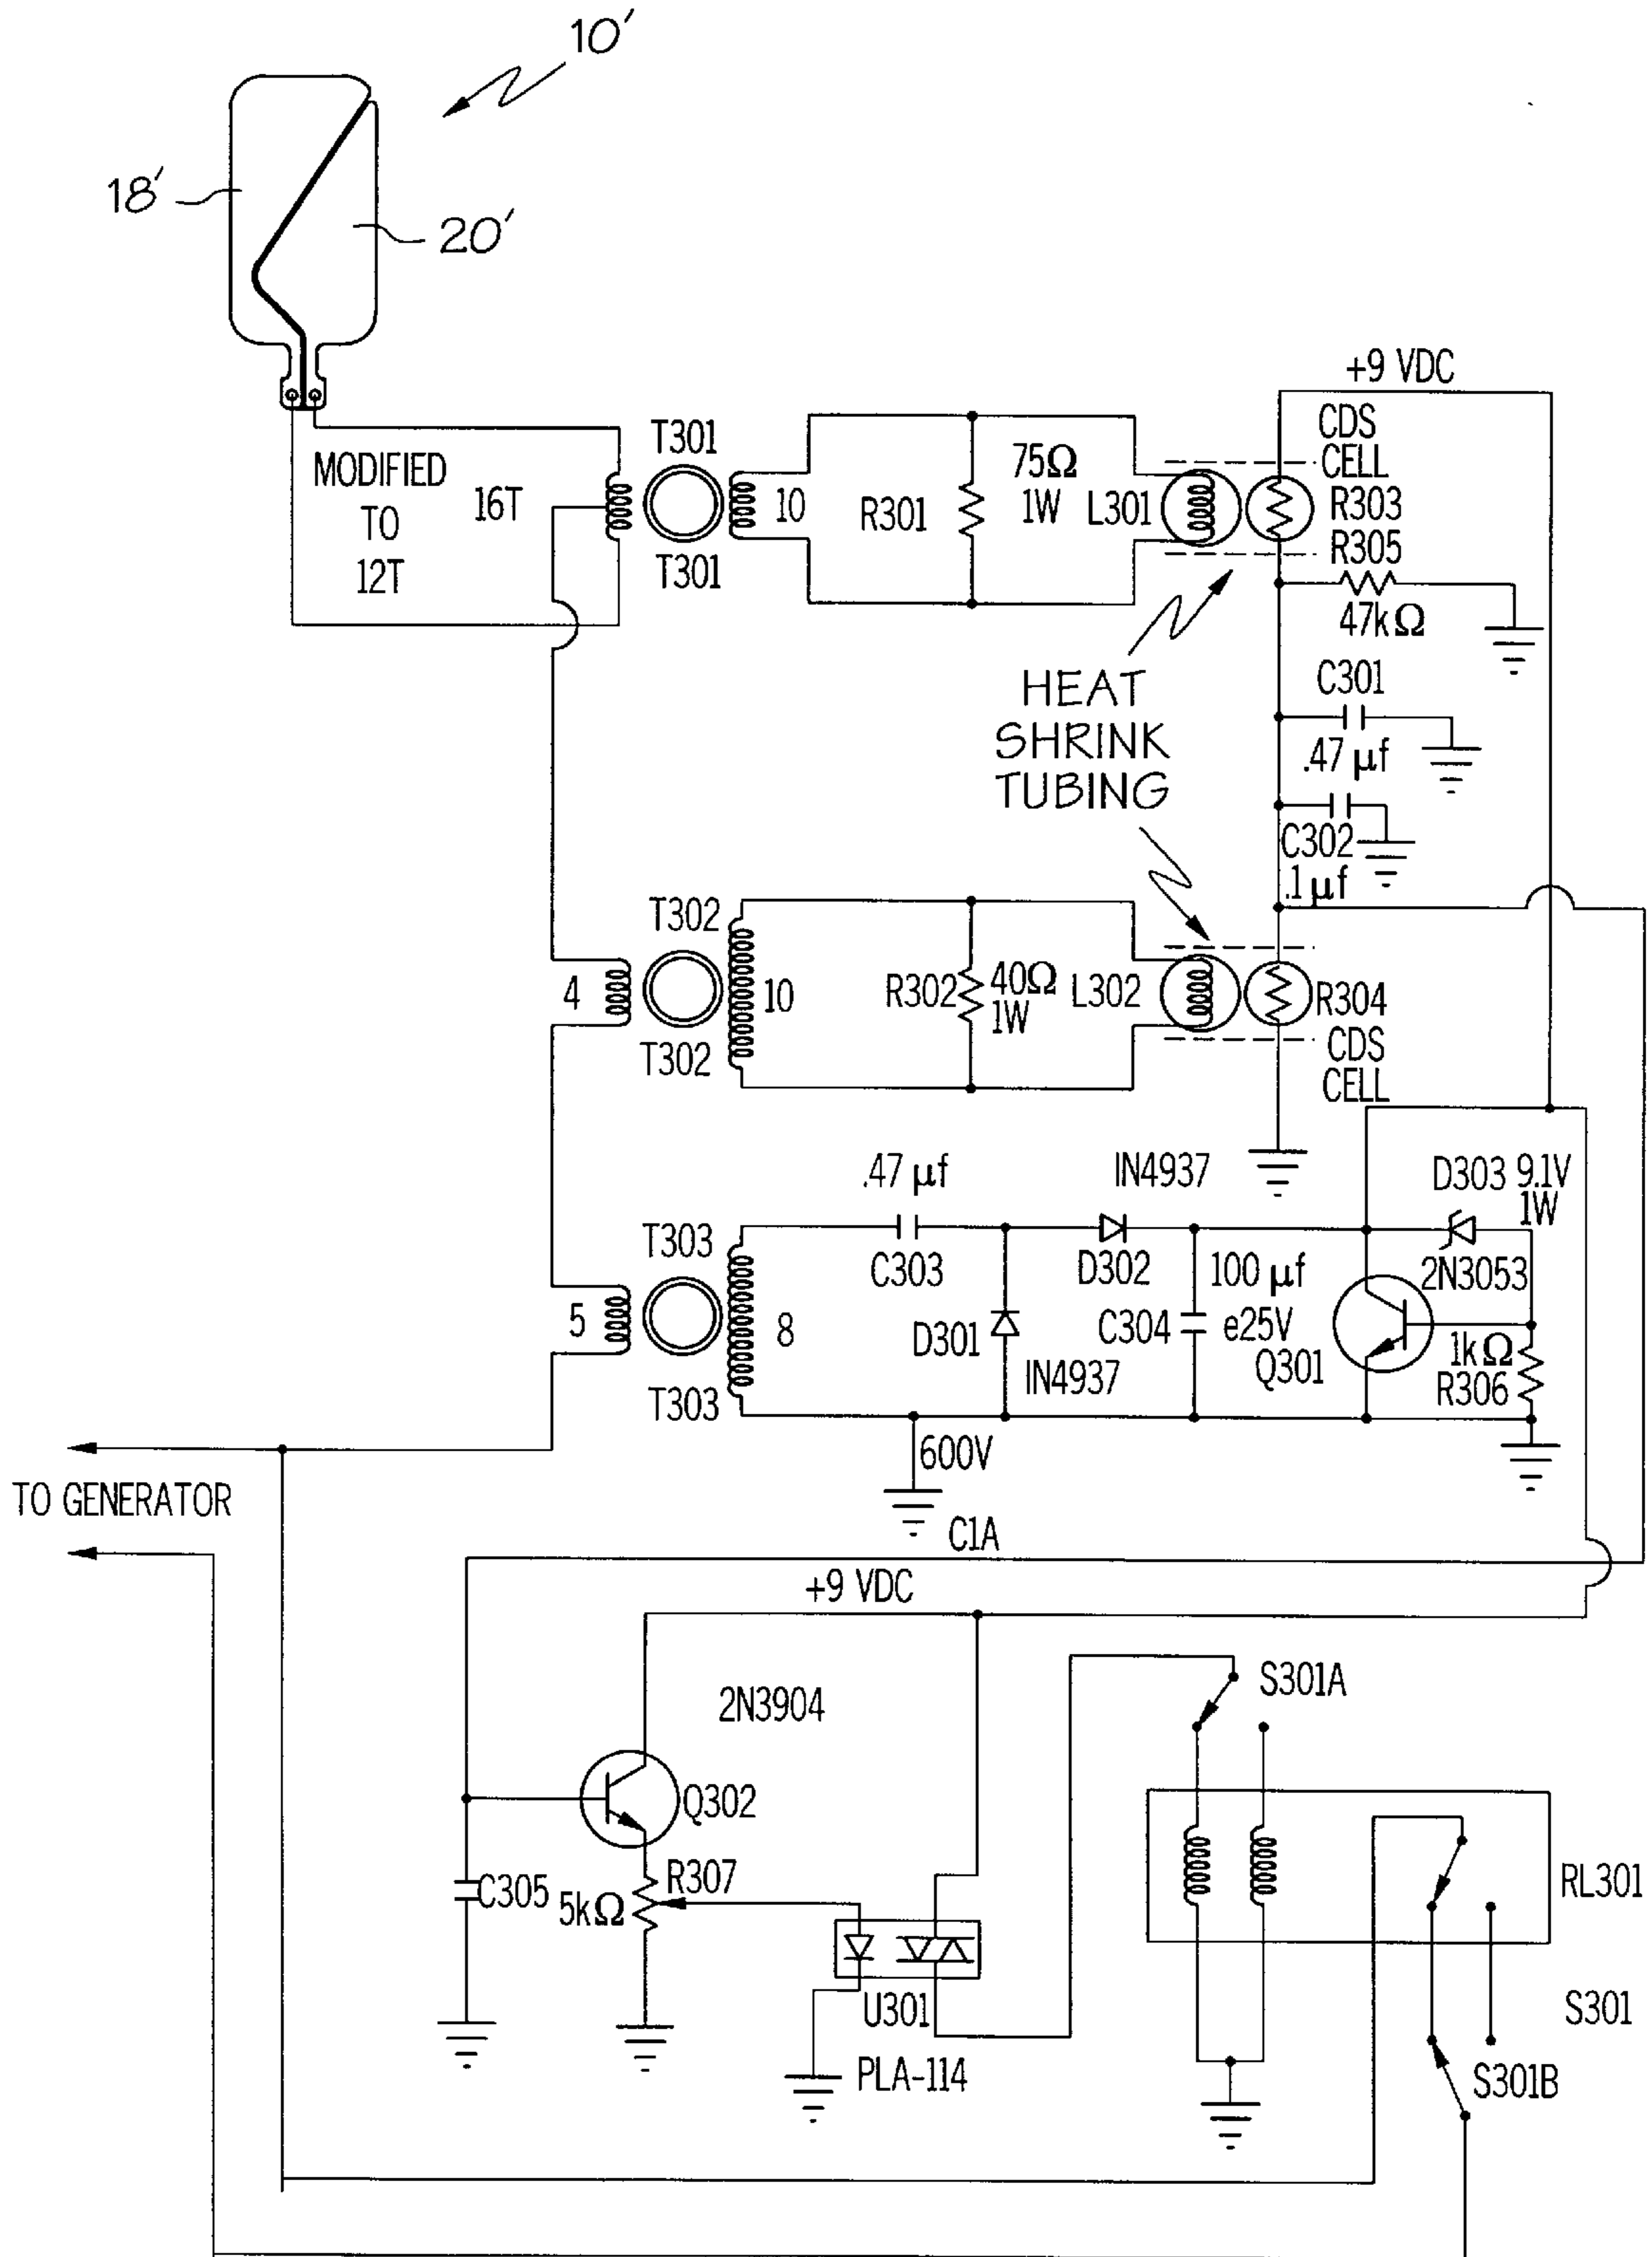 10'
18'
20'
+9 VDC
MODIFIED
TO
12T
16T
T301
T301
10
R301
75Ω
1W
L301
CDS
CELL
R303
R305
47kΩ
HEAT
SHRINK
TUBING
C301
.47 µf
C302
.1 µf
4
T302
T302
10
R302
40Ω
1W
L302
R304
CDS
CELL
5
T303
T303
8
.47 µf
C303
D301
IN4937
IN4937
D302
100 µf
C304
e25V
Q301
D303 9.1V
1W
2N3053
1kΩ
R306
600V
TO GENERATOR
C1A
+9 VDC
2N3904
Q302
C305
R307
5kΩ
U301
PLA-114
S301A
RL301
S301
S301B